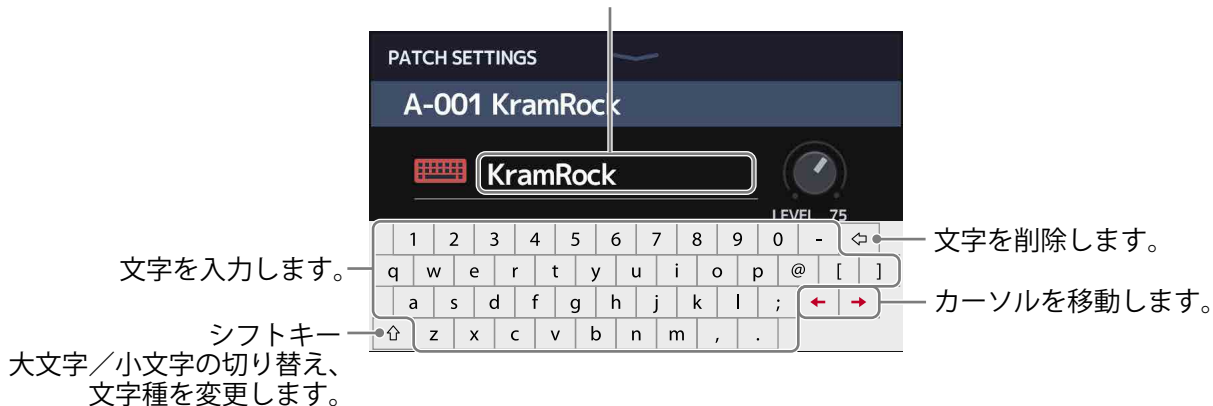 PATCH SETTINGS
A-001 KramRock
KramRock
LEVEL 75
1 2 3 4 5 6 7 8 9 0 - ⇦
文字を削除します。
文字を入力します。
q w e r t y u i o p @ [ ]
a s d f g h j k l ; ← →
カーソルを移動します。
シフトキー
⇧ z x c v b n m , .
大文字／小文字の切り替え、
文字種を変更します。